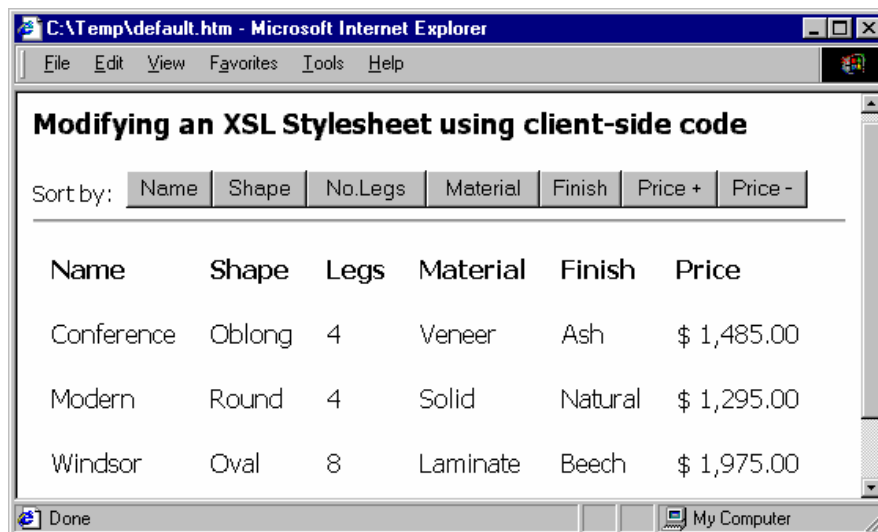 C:\Temp\default.htm - Microsoft Internet Explorer
File Edit View Favorites Tools Help
Modifying an XSL Stylesheet using client-side code
Sort by: Name Shape No.Legs Material Finish Price + Price -
Name Shape Legs Material Finish Price
Conference Oblong 4 Veneer Ash $ 1,485.00
Modern Round 4 Solid Natural $ 1,295.00
Windsor Oval 8 Laminate Beech $ 1,975.00
Done My Computer